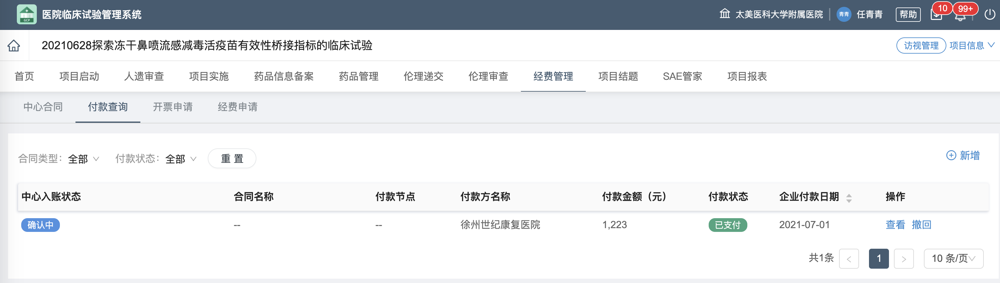 GCP
医院临床试验管理系统
太美医科大学附属医院
青青
任青青
帮助
10
99+
20210628探索冻干鼻喷流感减毒活疫苗有效性桥接指标的临床试验
访视管理
项目信息
首页
项目启动
人遗审查
项目实施
药品信息备案
药品管理
伦理递交
伦理审查
经费管理
项目结题
SAE管家
项目报表
中心合同
付款查询
开票申请
经费申请
合同类型：
全部
付款状态：
全部
重 置
新增
中心入账状态
合同名称
付款节点
付款方名称
付款金额（元）
付款状态
企业付款日期
操作
确认中
--
--
徐州世纪康复医院
1,223
已支付
2021-07-01
查看
撤回
共1条
<
1
>
10 条/页